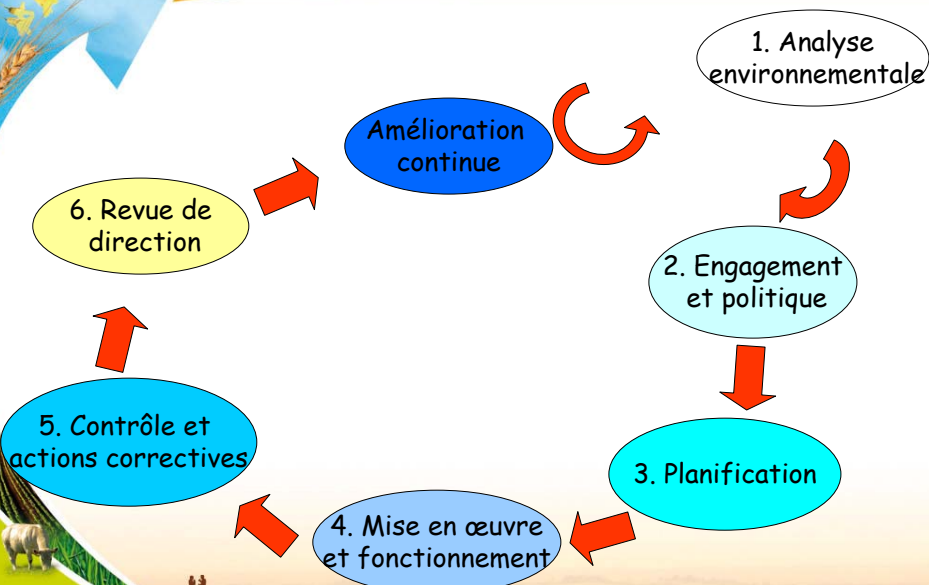 1. Analyse
environnementale
2. Engagement
et politique
3. Planification
4. Mise en œuvre
et fonctionnement
5. Contrôle et
actions correctives
6. Revue de
direction
Amélioration
continue